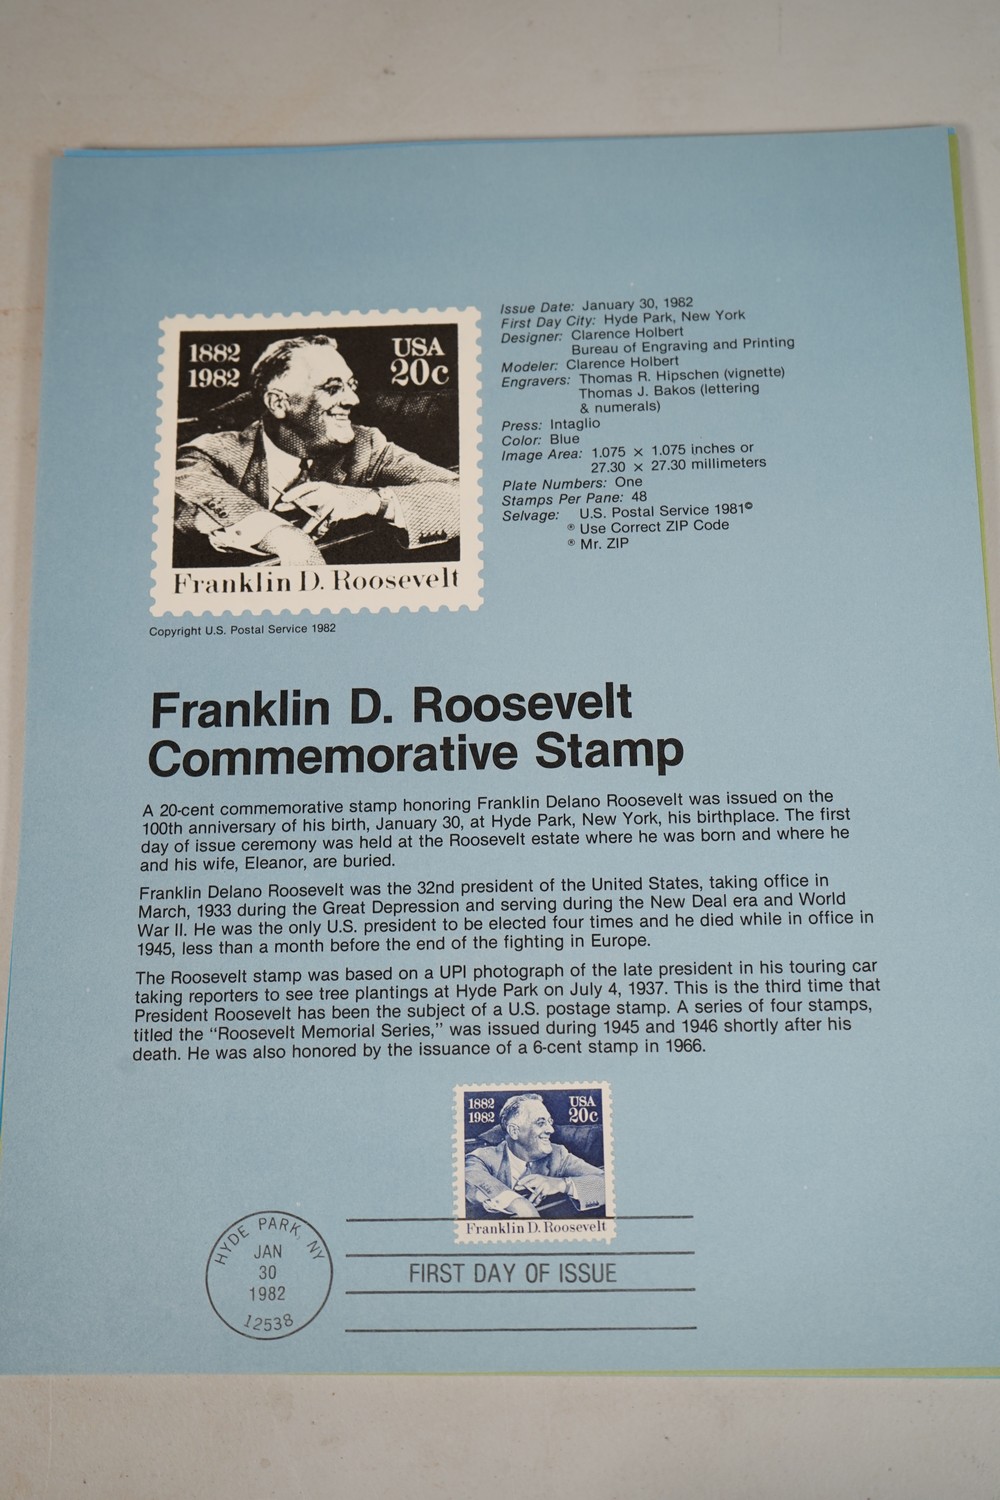 1882
1982
USA
20c
Franklin D. Roosevelt
Copyright U.S. Postal Service 1982
Issue Date: January 30, 1982
First Day City: Hyde Park, New York
Designer: Clarence Holbert
Bureau of Engraving and Printing
Modeler: Clarence Holbert
Engravers: Thomas R. Hipschen (vignette)
Thomas J. Bakos (lettering
& numerals)
Press: Intaglio
Color: Blue
Image Area: 1.075 × 1.075 inches or
27.30 × 27.30 millimeters
Plate Numbers: One
Stamps Per Pane: 48
Selvage: U.S. Postal Service 1981©
® Use Correct ZIP Code
® Mr. ZIP
Franklin D. Roosevelt
Commemorative Stamp
A 20-cent commemorative stamp honoring Franklin Delano Roosevelt was issued on the
100th anniversary of his birth, January 30, at Hyde Park, New York, his birthplace. The first
day of issue ceremony was held at the Roosevelt estate where he was born and where he
and his wife, Eleanor, are buried.
Franklin Delano Roosevelt was the 32nd president of the United States, taking office in
March, 1933 during the Great Depression and serving during the New Deal era and World
War II. He was the only U.S. president to be elected four times and he died while in office in
1945, less than a month before the end of the fighting in Europe.
The Roosevelt stamp was based on a UPI photograph of the late president in his touring car
taking reporters to see tree plantings at Hyde Park on July 4, 1937. This is the third time that
President Roosevelt has been the subject of a U.S. postage stamp. A series of four stamps,
titled the “Roosevelt Memorial Series,” was issued during 1945 and 1946 shortly after his
death. He was also honored by the issuance of a 6-cent stamp in 1966.
1882
1982
USA
20c
Franklin D. Roosevelt
HYDE PARK, NY
JAN
30
1982
12538
FIRST DAY OF ISSUE